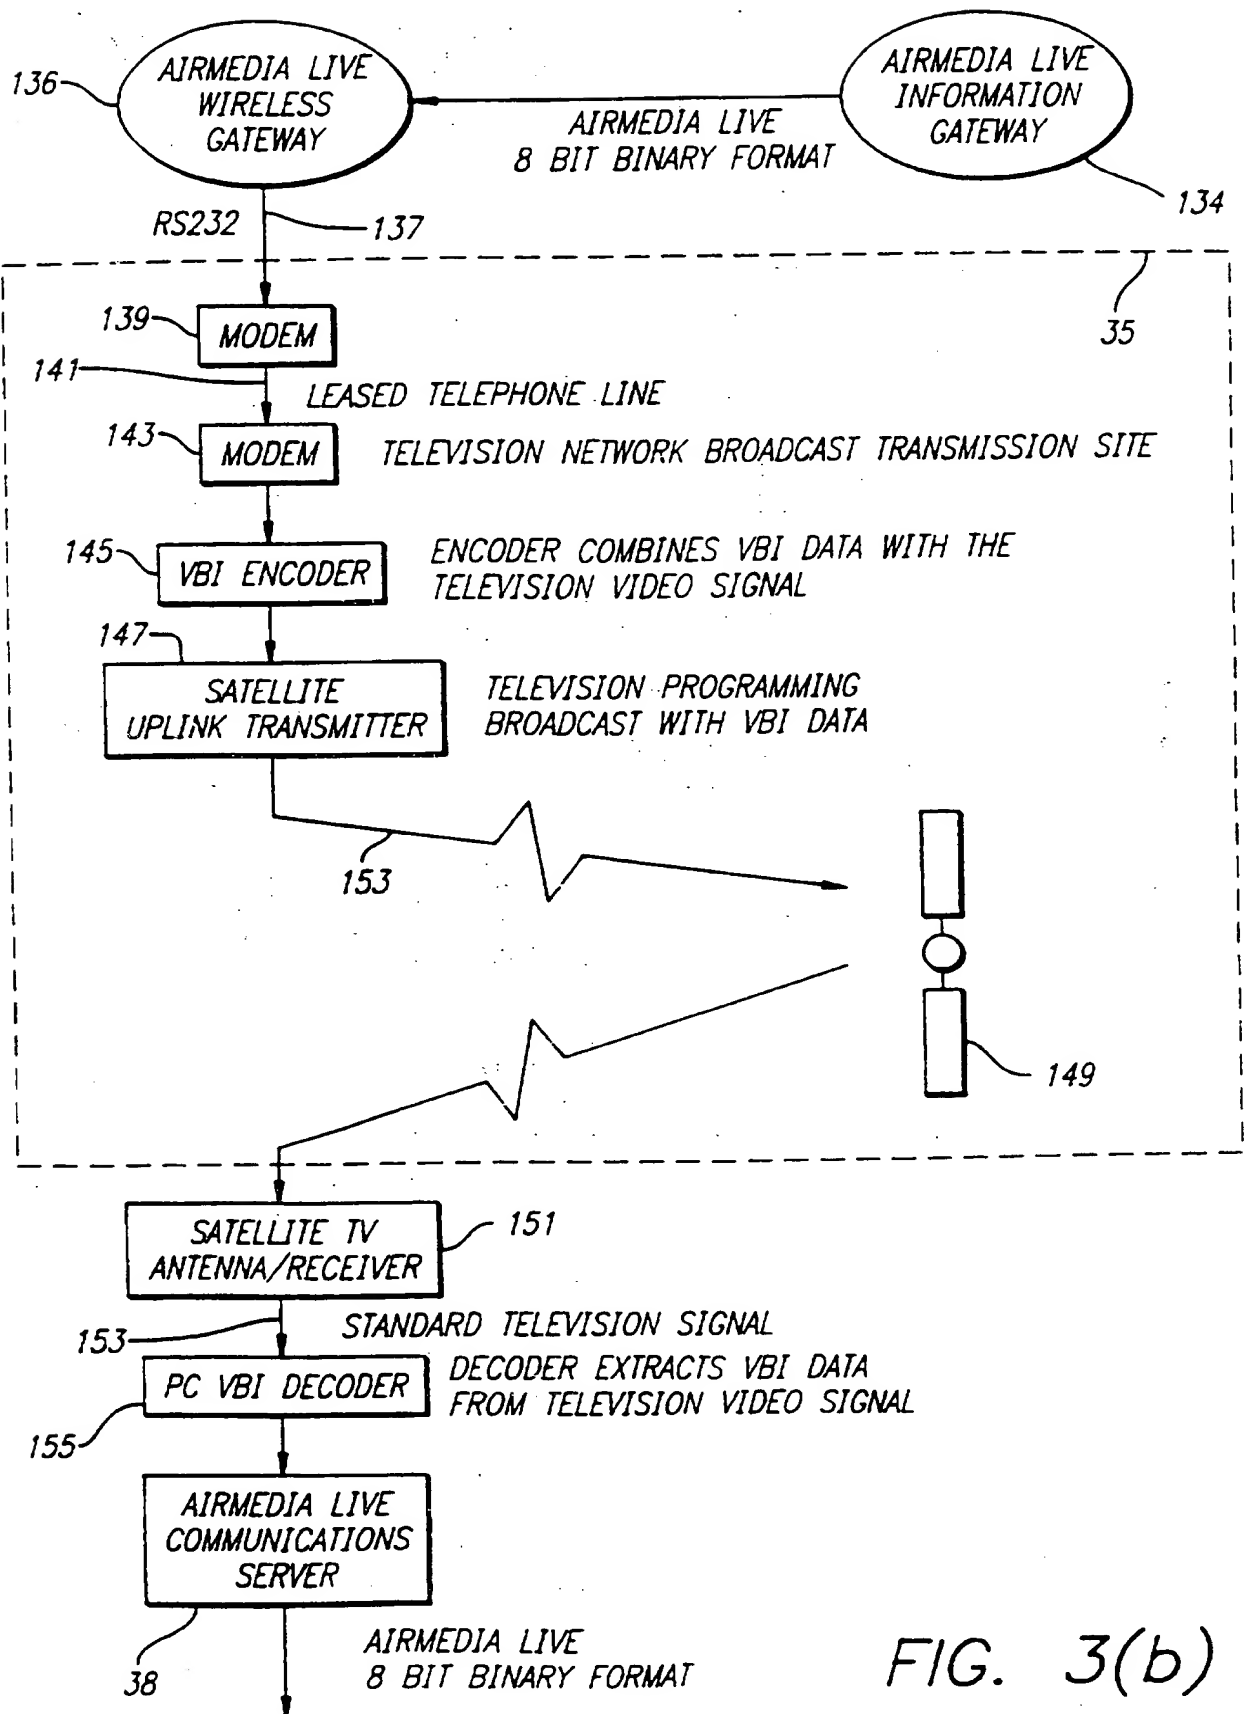 136
AIRMEDIA LIVE
WIRELESS
GATEWAY
AIRMEDIA LIVE
INFORMATION
GATEWAY
AIRMEDIA LIVE
8 BIT BINARY FORMAT
134
RS232
137
35
139
MODEM
141
LEASED TELEPHONE LINE
143
MODEM
TELEVISION NETWORK BROADCAST TRANSMISSION SITE
145
VBI ENCODER
ENCODER COMBINES VBI DATA WITH THE
TELEVISION VIDEO SIGNAL
147
SATELLITE
UPLINK TRANSMITTER
TELEVISION PROGRAMMING
BROADCAST WITH VBI DATA
153
149
SATELLITE TV
ANTENNA/RECEIVER
151
153
STANDARD TELEVISION SIGNAL
PC VBI DECODER
DECODER EXTRACTS VBI DATA
FROM TELEVISION VIDEO SIGNAL
155
AIRMEDIA LIVE
COMMUNICATIONS
SERVER
38
AIRMEDIA LIVE
8 BIT BINARY FORMAT
FIG. 3(b)